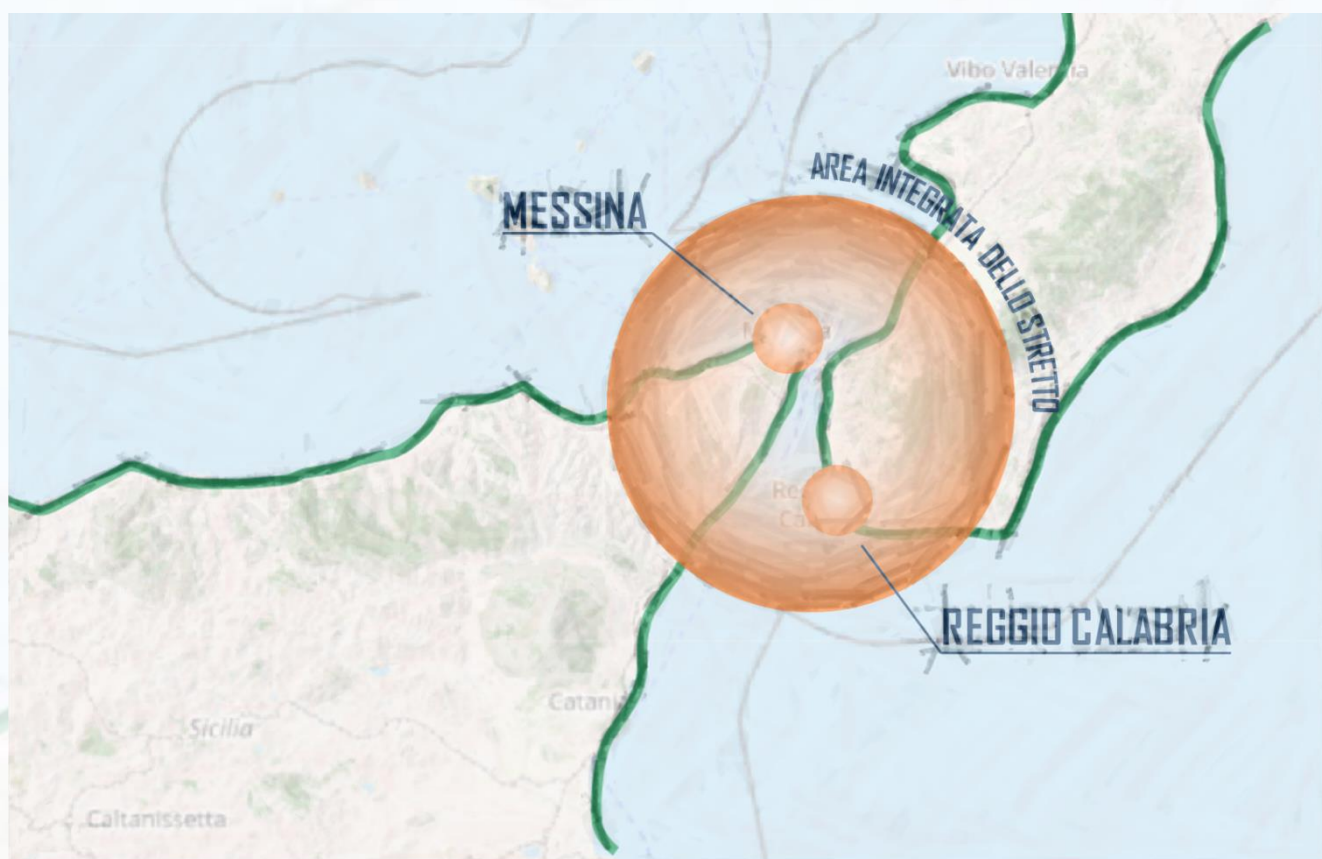 Vibo Valentia
AREA INTEGRATA DELLO STRETTO
MESSINA
REGGIO CALABRIA
Catania
Sicilia
Caltanissetta